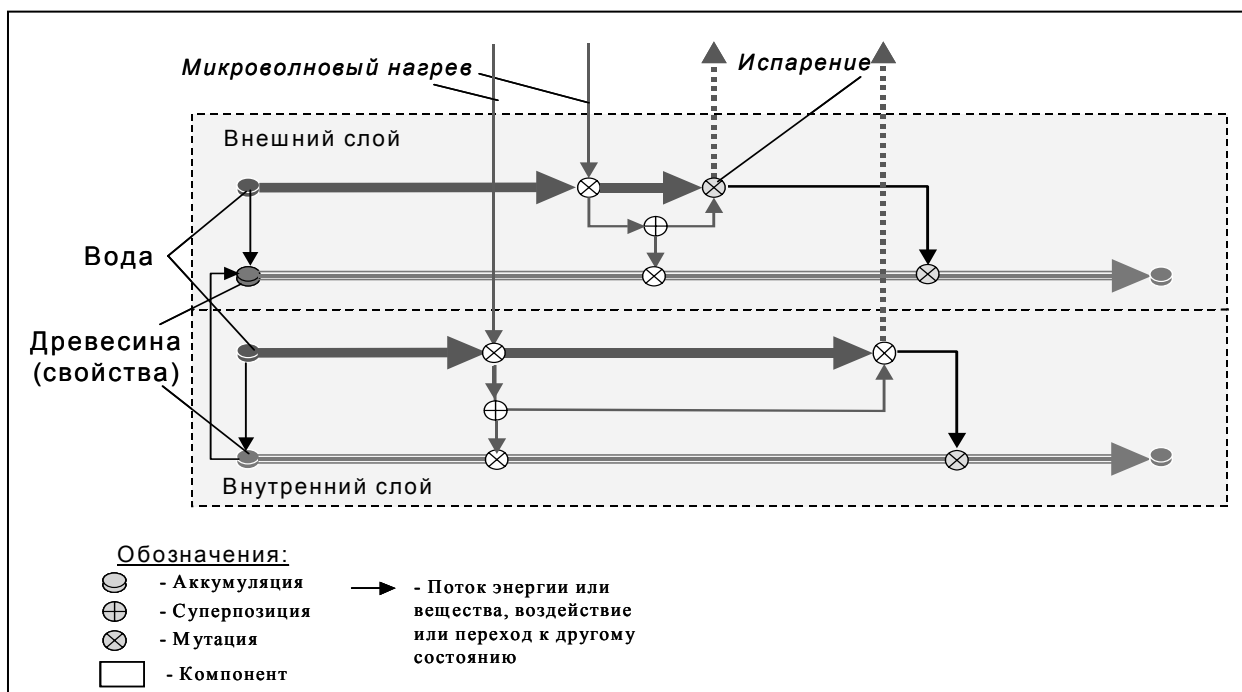 Микроволновый нагрев
Испарение
Внешний слой
Вода
Древесина
(свойства)
Внутренний слой
Обозначения:
- Аккумуляция
- Суперпозиция
- Мутация
- Компонент
- Поток энергии или
вещества, воздействие
или переход к другому
состоянию